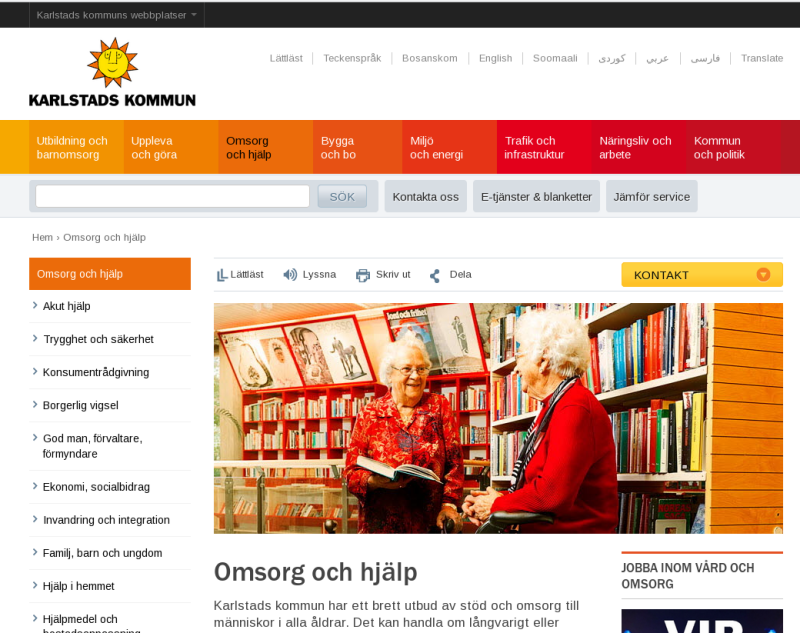 Karlstads kommuns webbplatser
Lättläst
Teckenspråk
Bosanskom
English
Soomaali
کوردی
عربي
فارسی
Translate
KARLSTADS KOMMUN
Utbildning och
barnomsorg
Uppleva
och göra
Omsorg
och hjälp
Bygga
och bo
Miljö
och energi
Trafik och
infrastruktur
Näringsliv och
arbete
Kommun
och politik
SÖK
Kontakta oss
E-tjänster & blanketter
Jämför service
Hem › Omsorg och hjälp
Omsorg och hjälp
Akut hjälp
Trygghet och säkerhet
Konsumentrådgivning
Borgerlig vigsel
God man, förvaltare,
förmyndare
Ekonomi, socialbidrag
Invandring och integration
Familj, barn och ungdom
Hjälp i hemmet
Hjälpmedel och
bostadsanpassning
Lättläst
Lyssna
Skriv ut
Dela
KONTAKT
Jord och frihet
Omsorg och hjälp
Karlstads kommun har ett brett utbud av stöd och omsorg till
människor i alla åldrar. Det kan handla om långvarigt eller
JOBBA INOM VÅRD OCH
OMSORG
VIP